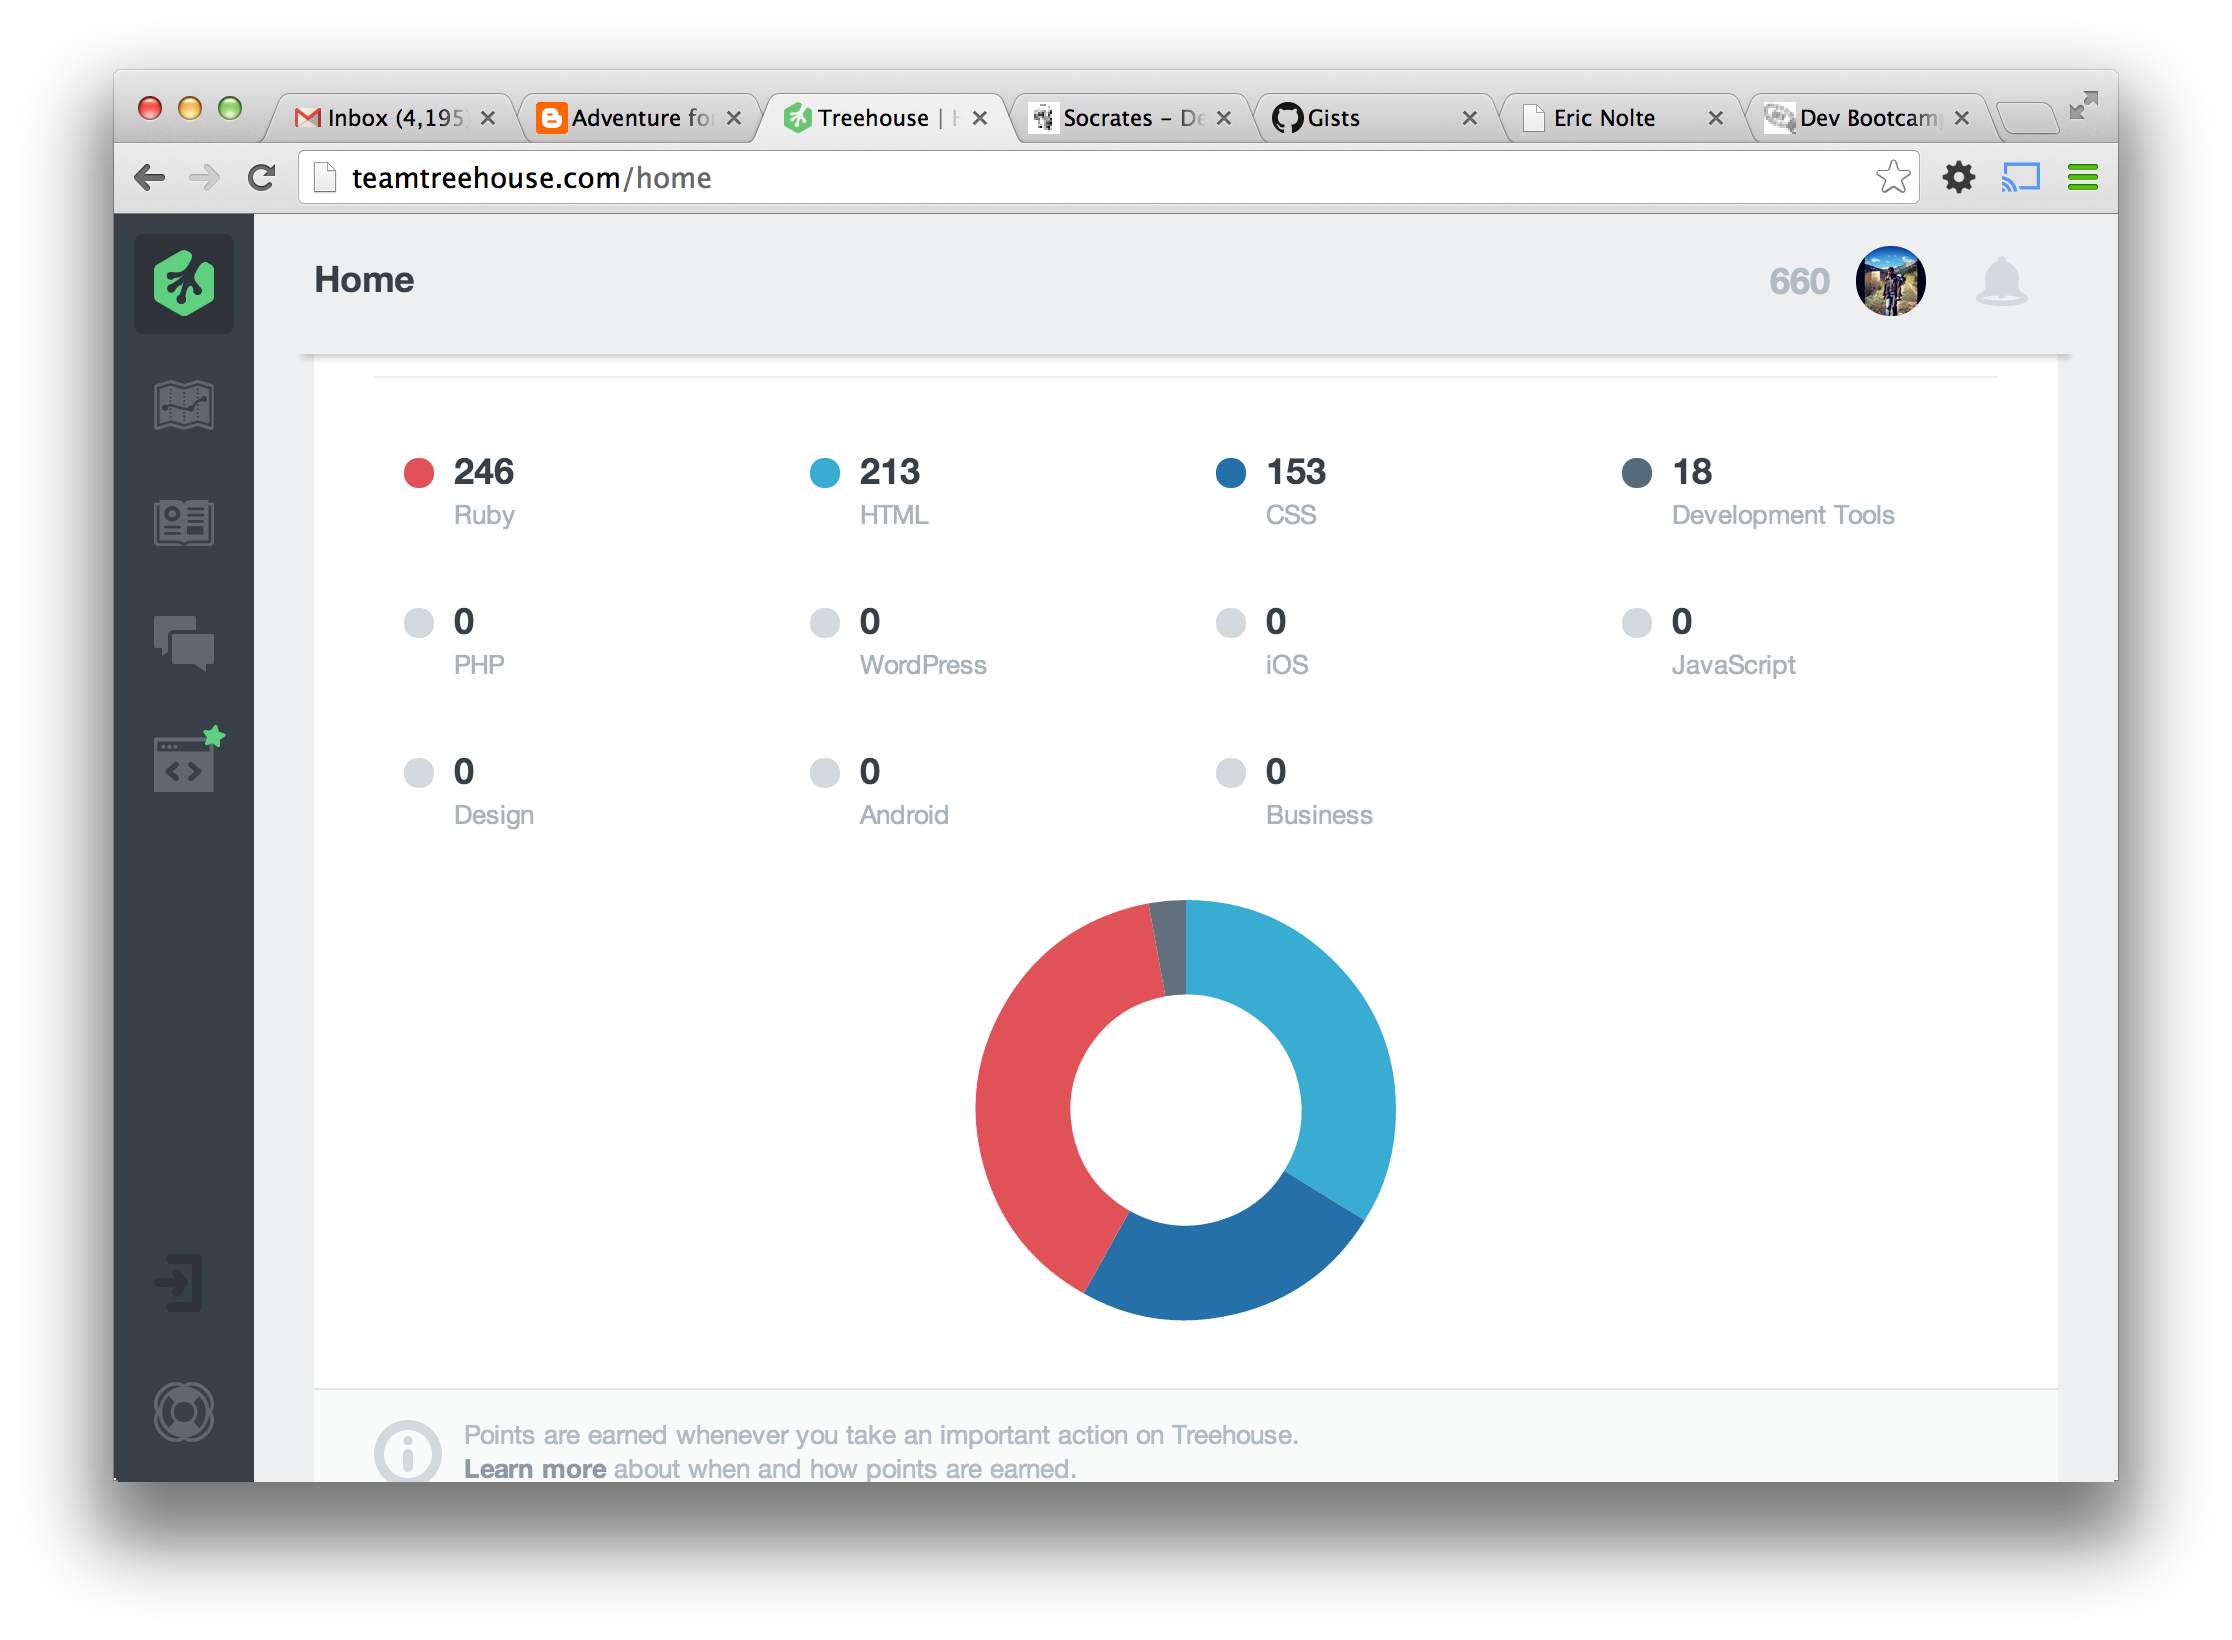 Inbox (4,195
Adventure fo
Treehouse |
Socrates – De
Gists
Eric Nolte
Dev Bootcam
teamtreehouse.com/home
Home
660
246
213
153
18
Ruby
HTML
CSS
Development Tools
0
0
0
0
PHP
WordPress
iOS
JavaScript
0
0
0
Design
Android
Business
Points are earned whenever you take an important action on Treehouse.
Learn more about when and how points are earned.